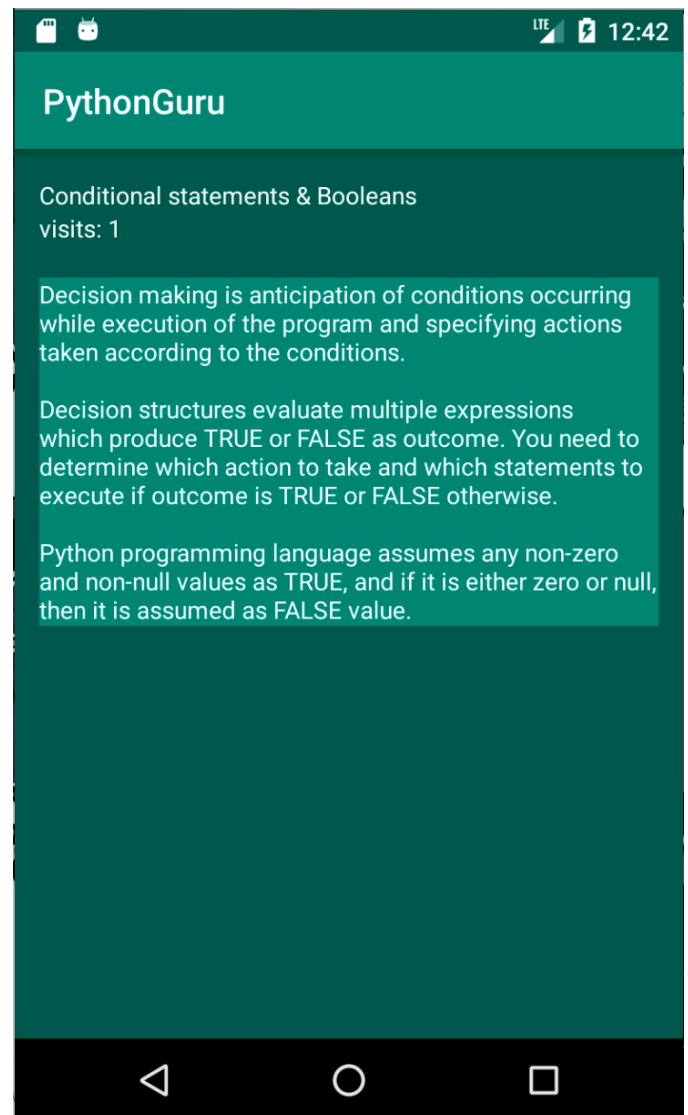 LTE 12:42
PythonGuru
Conditional statements & Booleans
visits: 1
Decision making is anticipation of conditions occurring
while execution of the program and specifying actions
taken according to the conditions.
Decision structures evaluate multiple expressions
which produce TRUE or FALSE as outcome. You need to
determine which action to take and which statements to
execute if outcome is TRUE or FALSE otherwise.
Python programming language assumes any non-zero
and non-null values as TRUE, and if it is either zero or null,
then it is assumed as FALSE value.